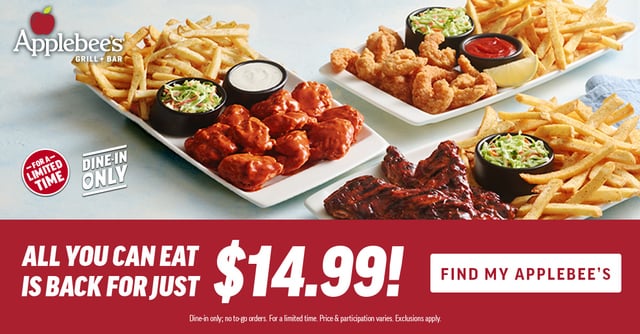 Applebee's
GRILL + BAR
FOR A
LIMITED
TIME
DINE-IN
ONLY
ALL YOU CAN EAT
IS BACK FOR JUST
$14.99!
FIND MY APPLEBEE'S
Dine-in only; no to-go orders. For a limited time. Price & participation varies. Exclusions apply.